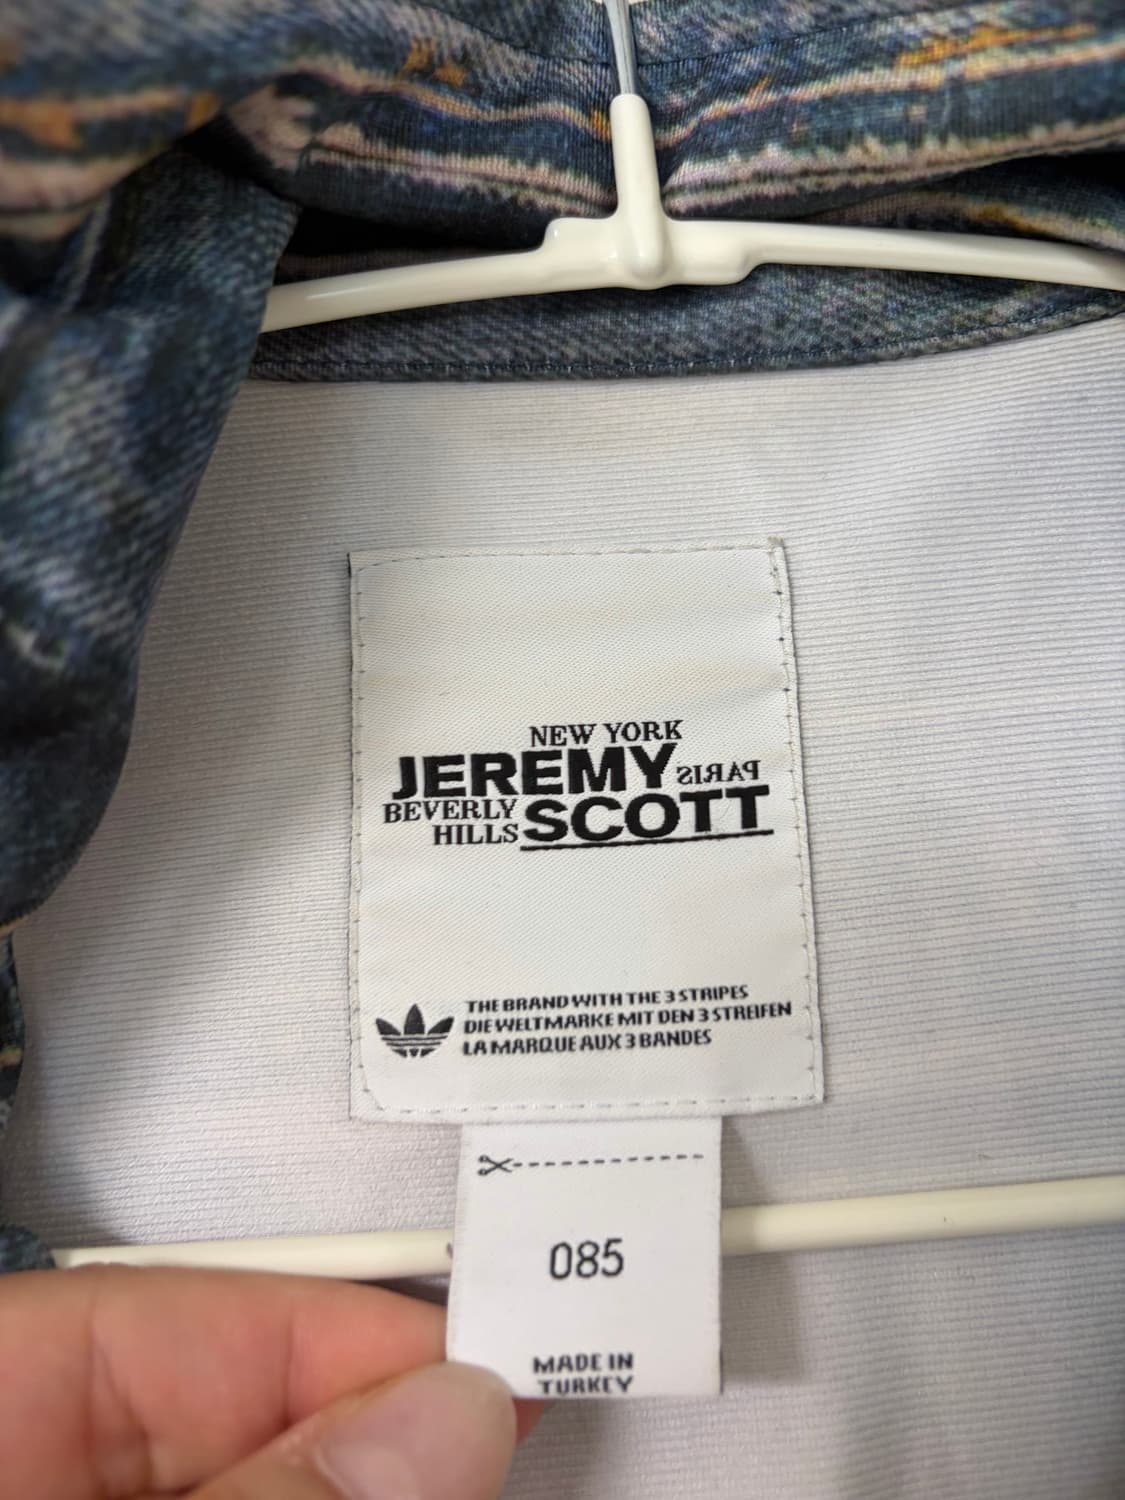 NEW YORK
JEREMY PARIS
BEVERLY
HILLS SCOTT
THE BRAND WITH THE 3 STRIPES
DIE WELTMARKE MIT DEN 3 STREIFEN
LA MARQUE AUX 3 BANDES
085
MADE IN
TURKEY